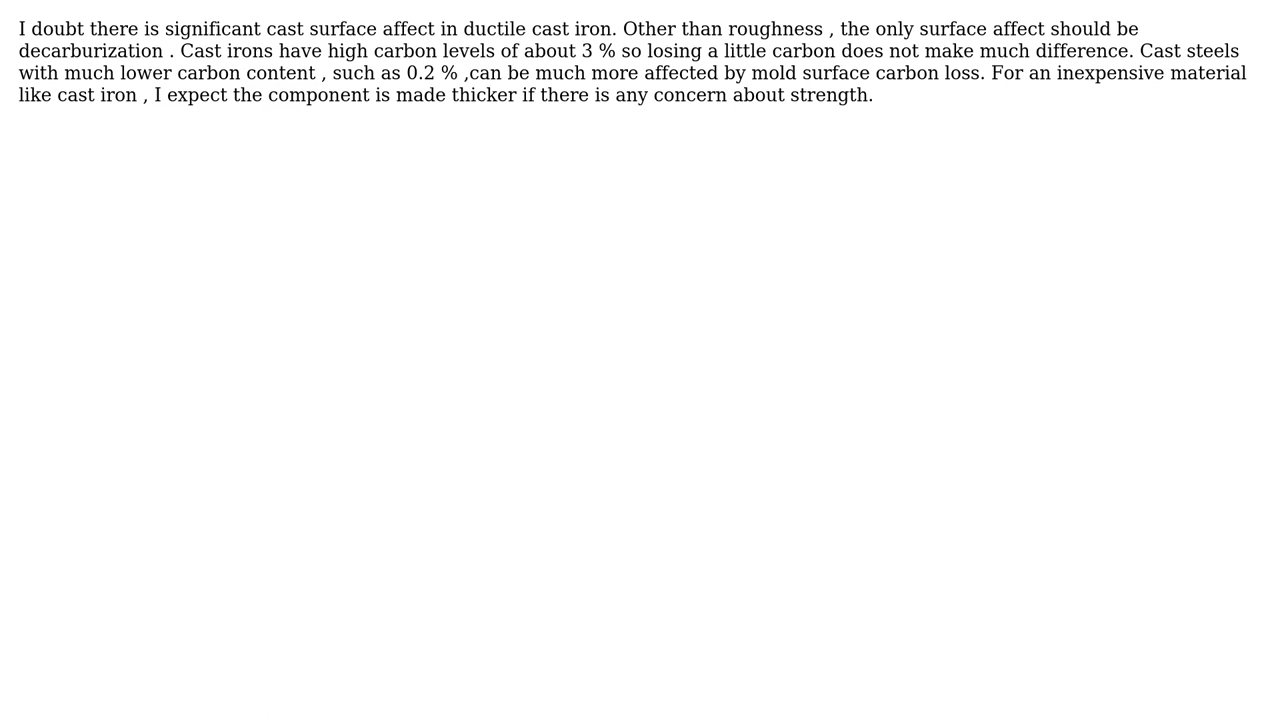 I doubt there is significant cast surface affect in ductile cast iron. Other than roughness , the only surface affect should be
decarburization . Cast irons have high carbon levels of about 3 % so losing a little carbon does not make much difference. Cast steels
with much lower carbon content , such as 0.2 % ,can be much more affected by mold surface carbon loss. For an inexpensive material
like cast iron , I expect the component is made thicker if there is any concern about strength.